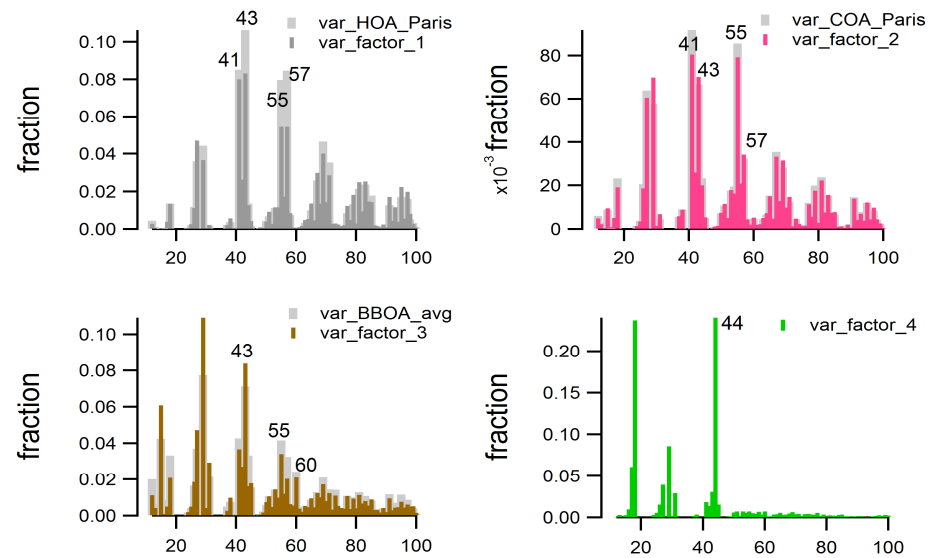 43
var_HOA_Paris
var_factor_1
0.10
41
57
0.08
55
0.06
fraction
0.04
0.02
0.00
20 40 60 80 100
var_COA_Paris
55
var_factor_2
80
41
43
60
x10⁻³ fraction
57
40
20
0
20 40 60 80 100
var_BBOA_avg
var_factor_3
0.10
43
0.08
0.06
fraction
55
0.04
60
0.02
0.00
20 40 60 80 100
44
var_factor_4
0.20
0.15
fraction
0.10
0.05
0.00
20 40 60 80 100